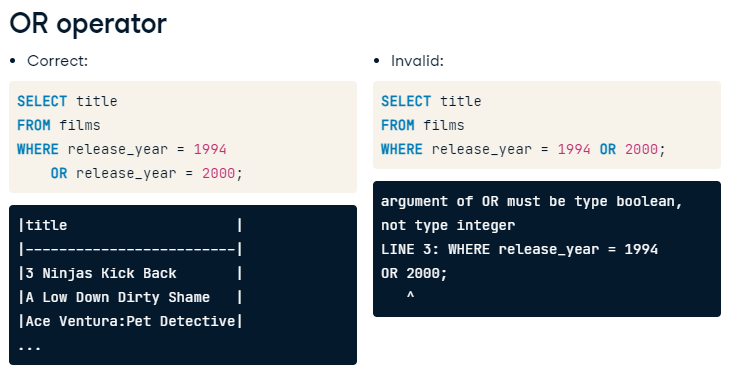 OR operator
• Correct:
SELECT title
FROM films
WHERE release_year = 1994
    OR release_year = 2000;
|title                    |
|-------------------------|
|3 Ninjas Kick Back       |
|A Low Down Dirty Shame   |
|Ace Ventura:Pet Detective|
...
• Invalid:
SELECT title
FROM films
WHERE release_year = 1994 OR 2000;
argument of OR must be type boolean,
not type integer
LINE 3: WHERE release_year = 1994
OR 2000;
   ^